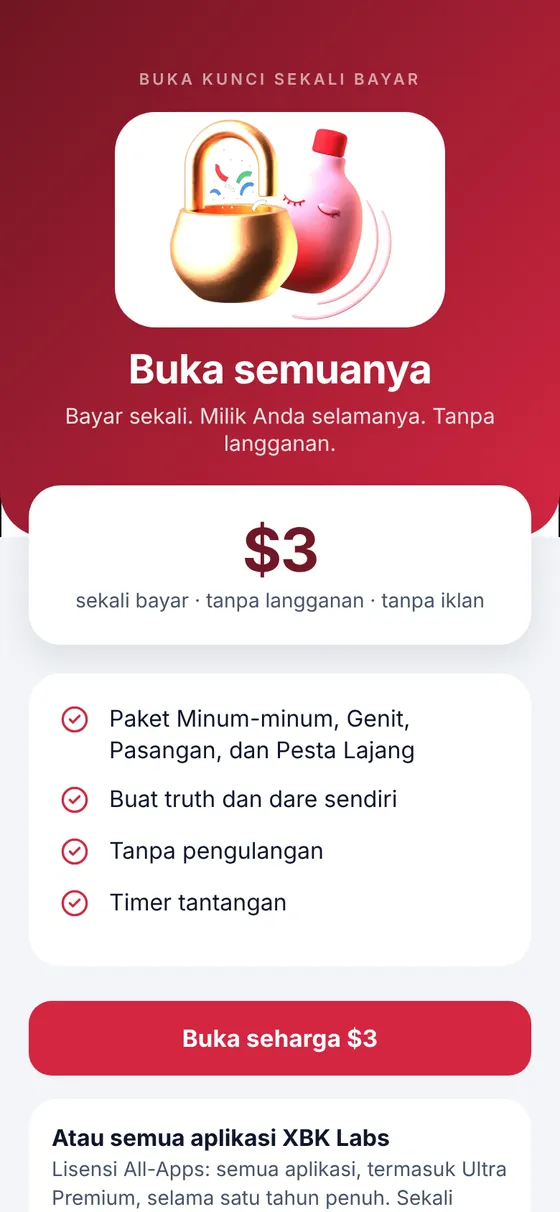 BUKA KUNCI SEKALI BAYAR
Buka semuanya
Bayar sekali. Milik Anda selamanya. Tanpa
langganan.
$3
sekali bayar · tanpa langganan · tanpa iklan
Paket Minum-minum, Genit,
Pasangan, dan Pesta Lajang
Buat truth dan dare sendiri
Tanpa pengulangan
Timer tantangan
Buka seharga $3
Atau semua aplikasi XBK Labs
Lisensi All-Apps: semua aplikasi, termasuk Ultra
Premium, selama satu tahun penuh. Sekali